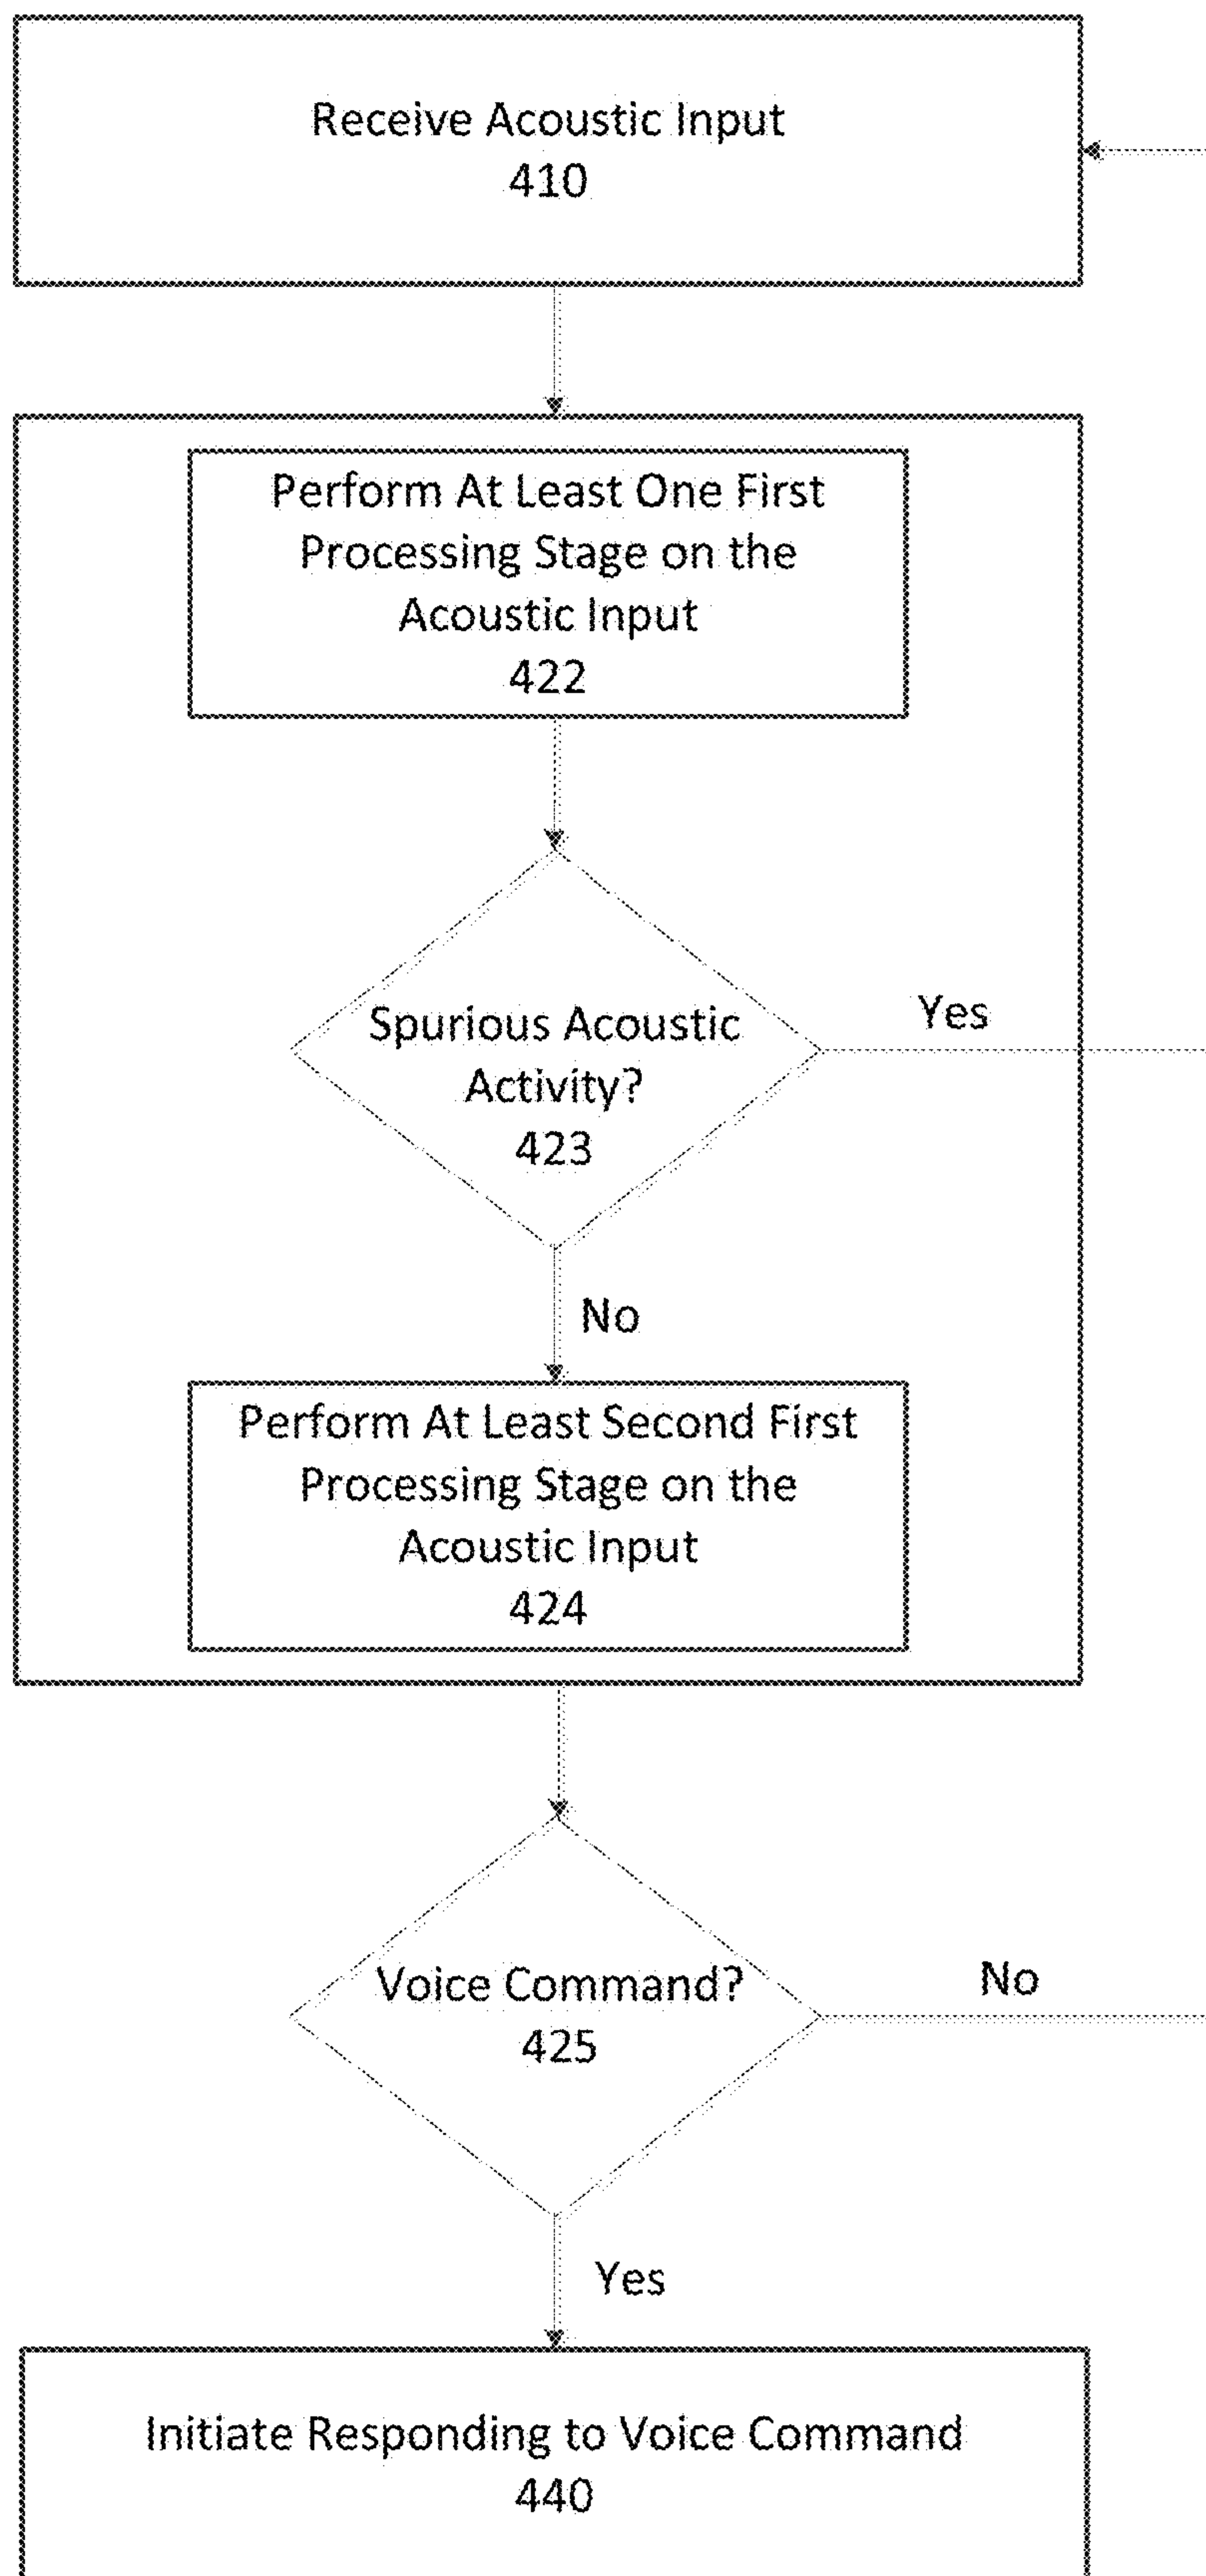 Receive Acoustic Input
410
Perform At Least One First
Processing Stage on the
Acoustic Input
422
Spurious Acoustic
Activity?
423
Yes
No
Perform At Least Second First
Processing Stage on the
Acoustic Input
424
Voice Command?
425
No
Yes
Initiate Responding to Voice Command
440